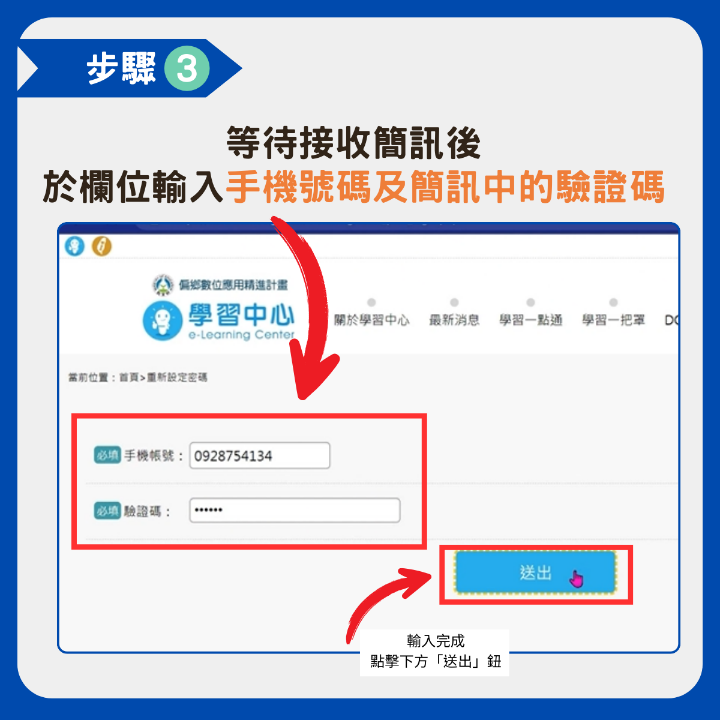 步驟 3
等待接收簡訊後
於欄位輸入手機號碼及簡訊中的驗證碼
偏鄉數位應用精進計畫
學習中心
e-Learning Center
關於學習中心 最新消息 學習一點通 學習一把罩 DO
當前位置：首頁>重新設定密碼
必填 手機帳號： 0928754134
必填 驗證碼： ••••••
送出
輸入完成
點擊下方「送出」鈕